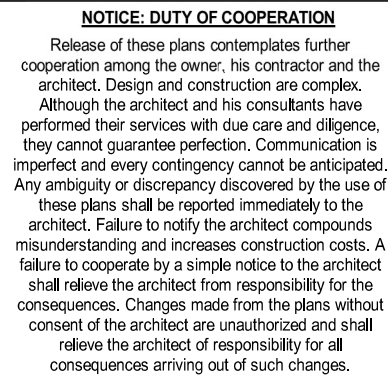 NOTICE: DUTY OF COOPERATION
Release of these plans contemplates further
cooperation among the owner, his contractor and the
architect. Design and construction are complex.
Although the architect and his consultants have
performed their services with due care and diligence,
they cannot guarantee perfection. Communication is
imperfect and every contingency cannot be anticipated.
Any ambiguity or discrepancy discovered by the use of
these plans shall be reported immediately to the
architect. Failure to notify the architect compounds
misunderstanding and increases construction costs. A
failure to cooperate by a simple notice to the architect
shall relieve the architect from responsibility for the
consequences. Changes made from the plans without
consent of the architect are unauthorized and shall
relieve the architect of responsibility for all
consequences arriving out of such changes.